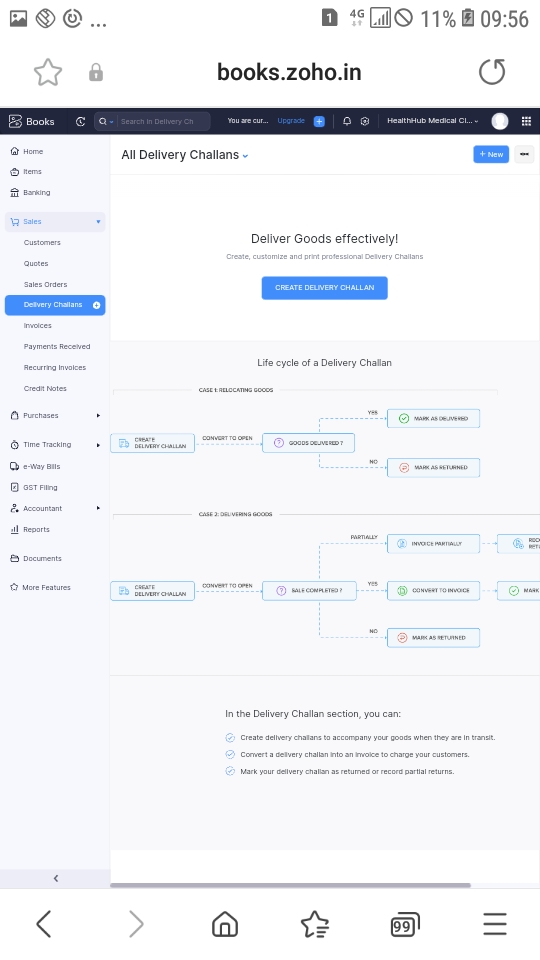 1 4G 11% 09:56
books.zoho.in
Books
Search in Delivery Ch
You are cur... Upgrade
HealthHub Medical Cl...
Home
Items
Banking
Sales
Customers
Quotes
Sales Orders
Delivery Challans
Invoices
Payments Received
Recurring Invoices
Credit Notes
Purchases
Time Tracking
e-Way Bills
GST Filing
Accountant
Reports
Documents
More Features
All Delivery Challans
+ New
Deliver Goods effectively!
Create, customize and print professional Delivery Challans
CREATE DELIVERY CHALLAN
Life cycle of a Delivery Challan
CASE 1: RELOCATING GOODS
CREATE
DELIVERY CHALLAN
CONVERT TO OPEN
GOODS DELIVERED ?
YES
MARK AS DELIVERED
NO
MARK AS RETURNED
CASE 2: DELIVERING GOODS
CREATE
DELIVERY CHALLAN
CONVERT TO OPEN
SALE COMPLETED ?
PARTIALLY
INVOICE PARTIALLY
YES
CONVERT TO INVOICE
MARK
NO
MARK AS RETURNED
In the Delivery Challan section, you can:
Create delivery challans to accompany your goods when they are in transit.
Convert a delivery challan into an invoice to charge your customers.
Mark your delivery challan as returned or record partial returns.
99